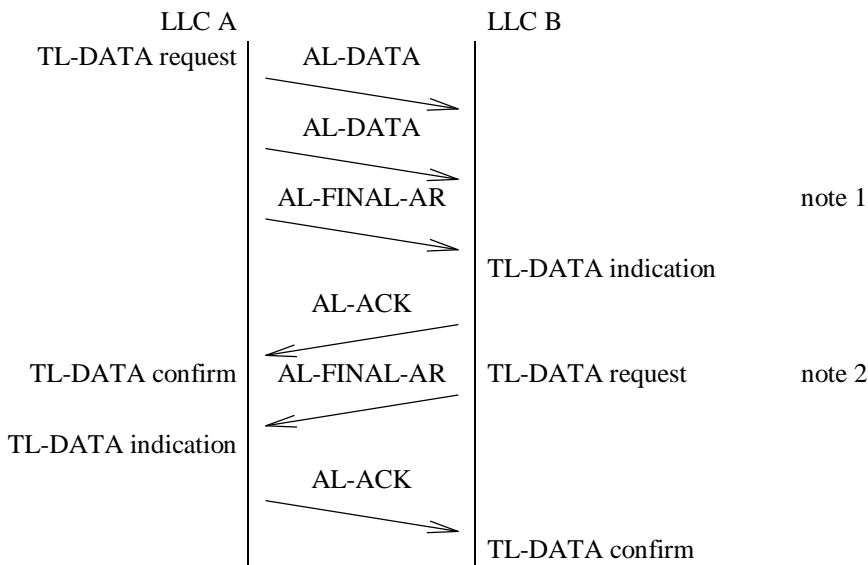 LLC A LLC B
TL-DATA request AL-DATA
AL-DATA
AL-FINAL-AR note 1
TL-DATA indication
AL-ACK
TL-DATA confirm AL-FINAL-AR TL-DATA request note 2
TL-DATA indication
AL-ACK
TL-DATA confirm